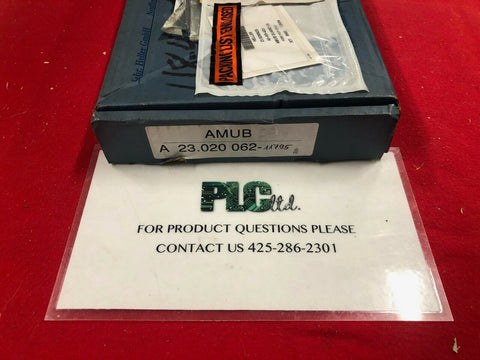 PACKING LIST ENCLOSED
AMUB
A 23.020 062-11795
PLC ltd.
FOR PRODUCT QUESTIONS PLEASE
CONTACT US 425-286-2301